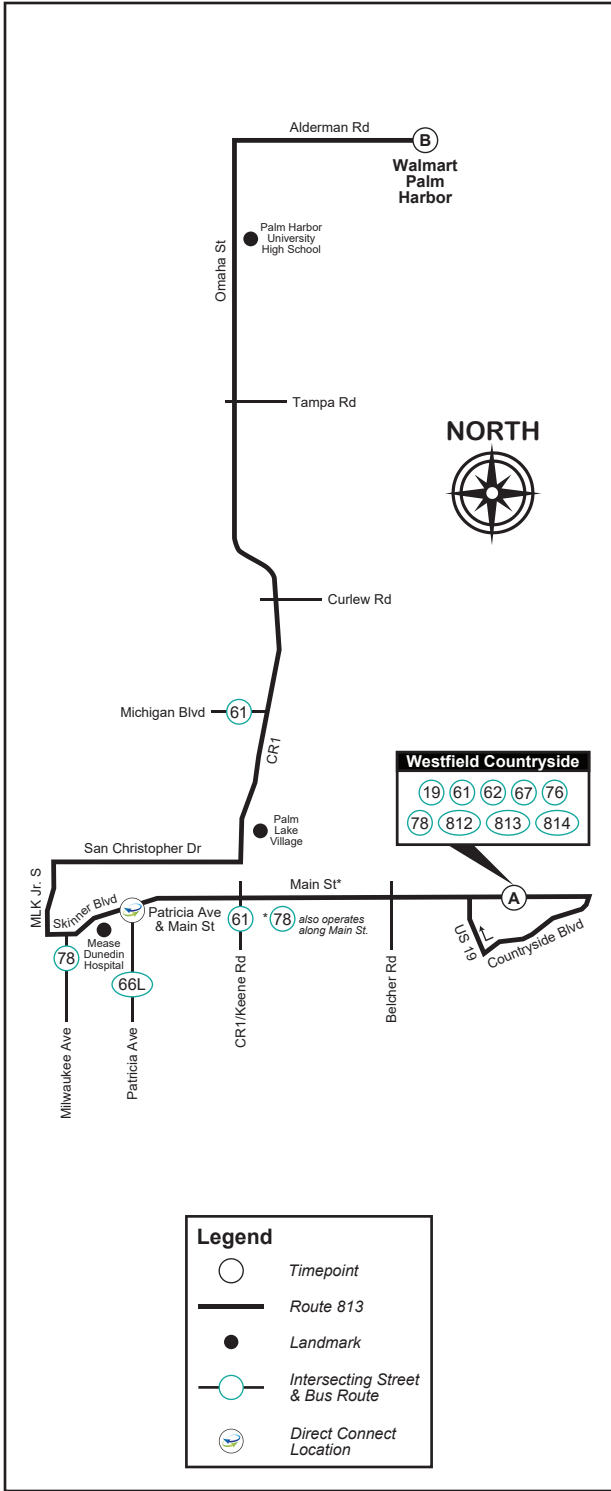 Alderman Rd
B
Walmart
Palm
Harbor
Palm Harbor
University
High School
Omaha St
Tampa Rd
NORTH
Curlew Rd
Michigan Blvd
61
CR1
Westfield Countryside
19 61 62 67 76
78 812 813 814
Palm
Lake
Village
San Christopher Dr
MLK Jr. S
Main St*
A
Skinner Blvd
Patricia Ave
& Main St
61
* 78 also operates
along Main St.
US 19
Countryside Blvd
Mease
Dunedin
Hospital
78
66L
CR1/Keene Rd
Belcher Rd
Milwaukee Ave
Patricia Ave
Legend
Timepoint
Route 813
Landmark
Intersecting Street
& Bus Route
Direct Connect
Location